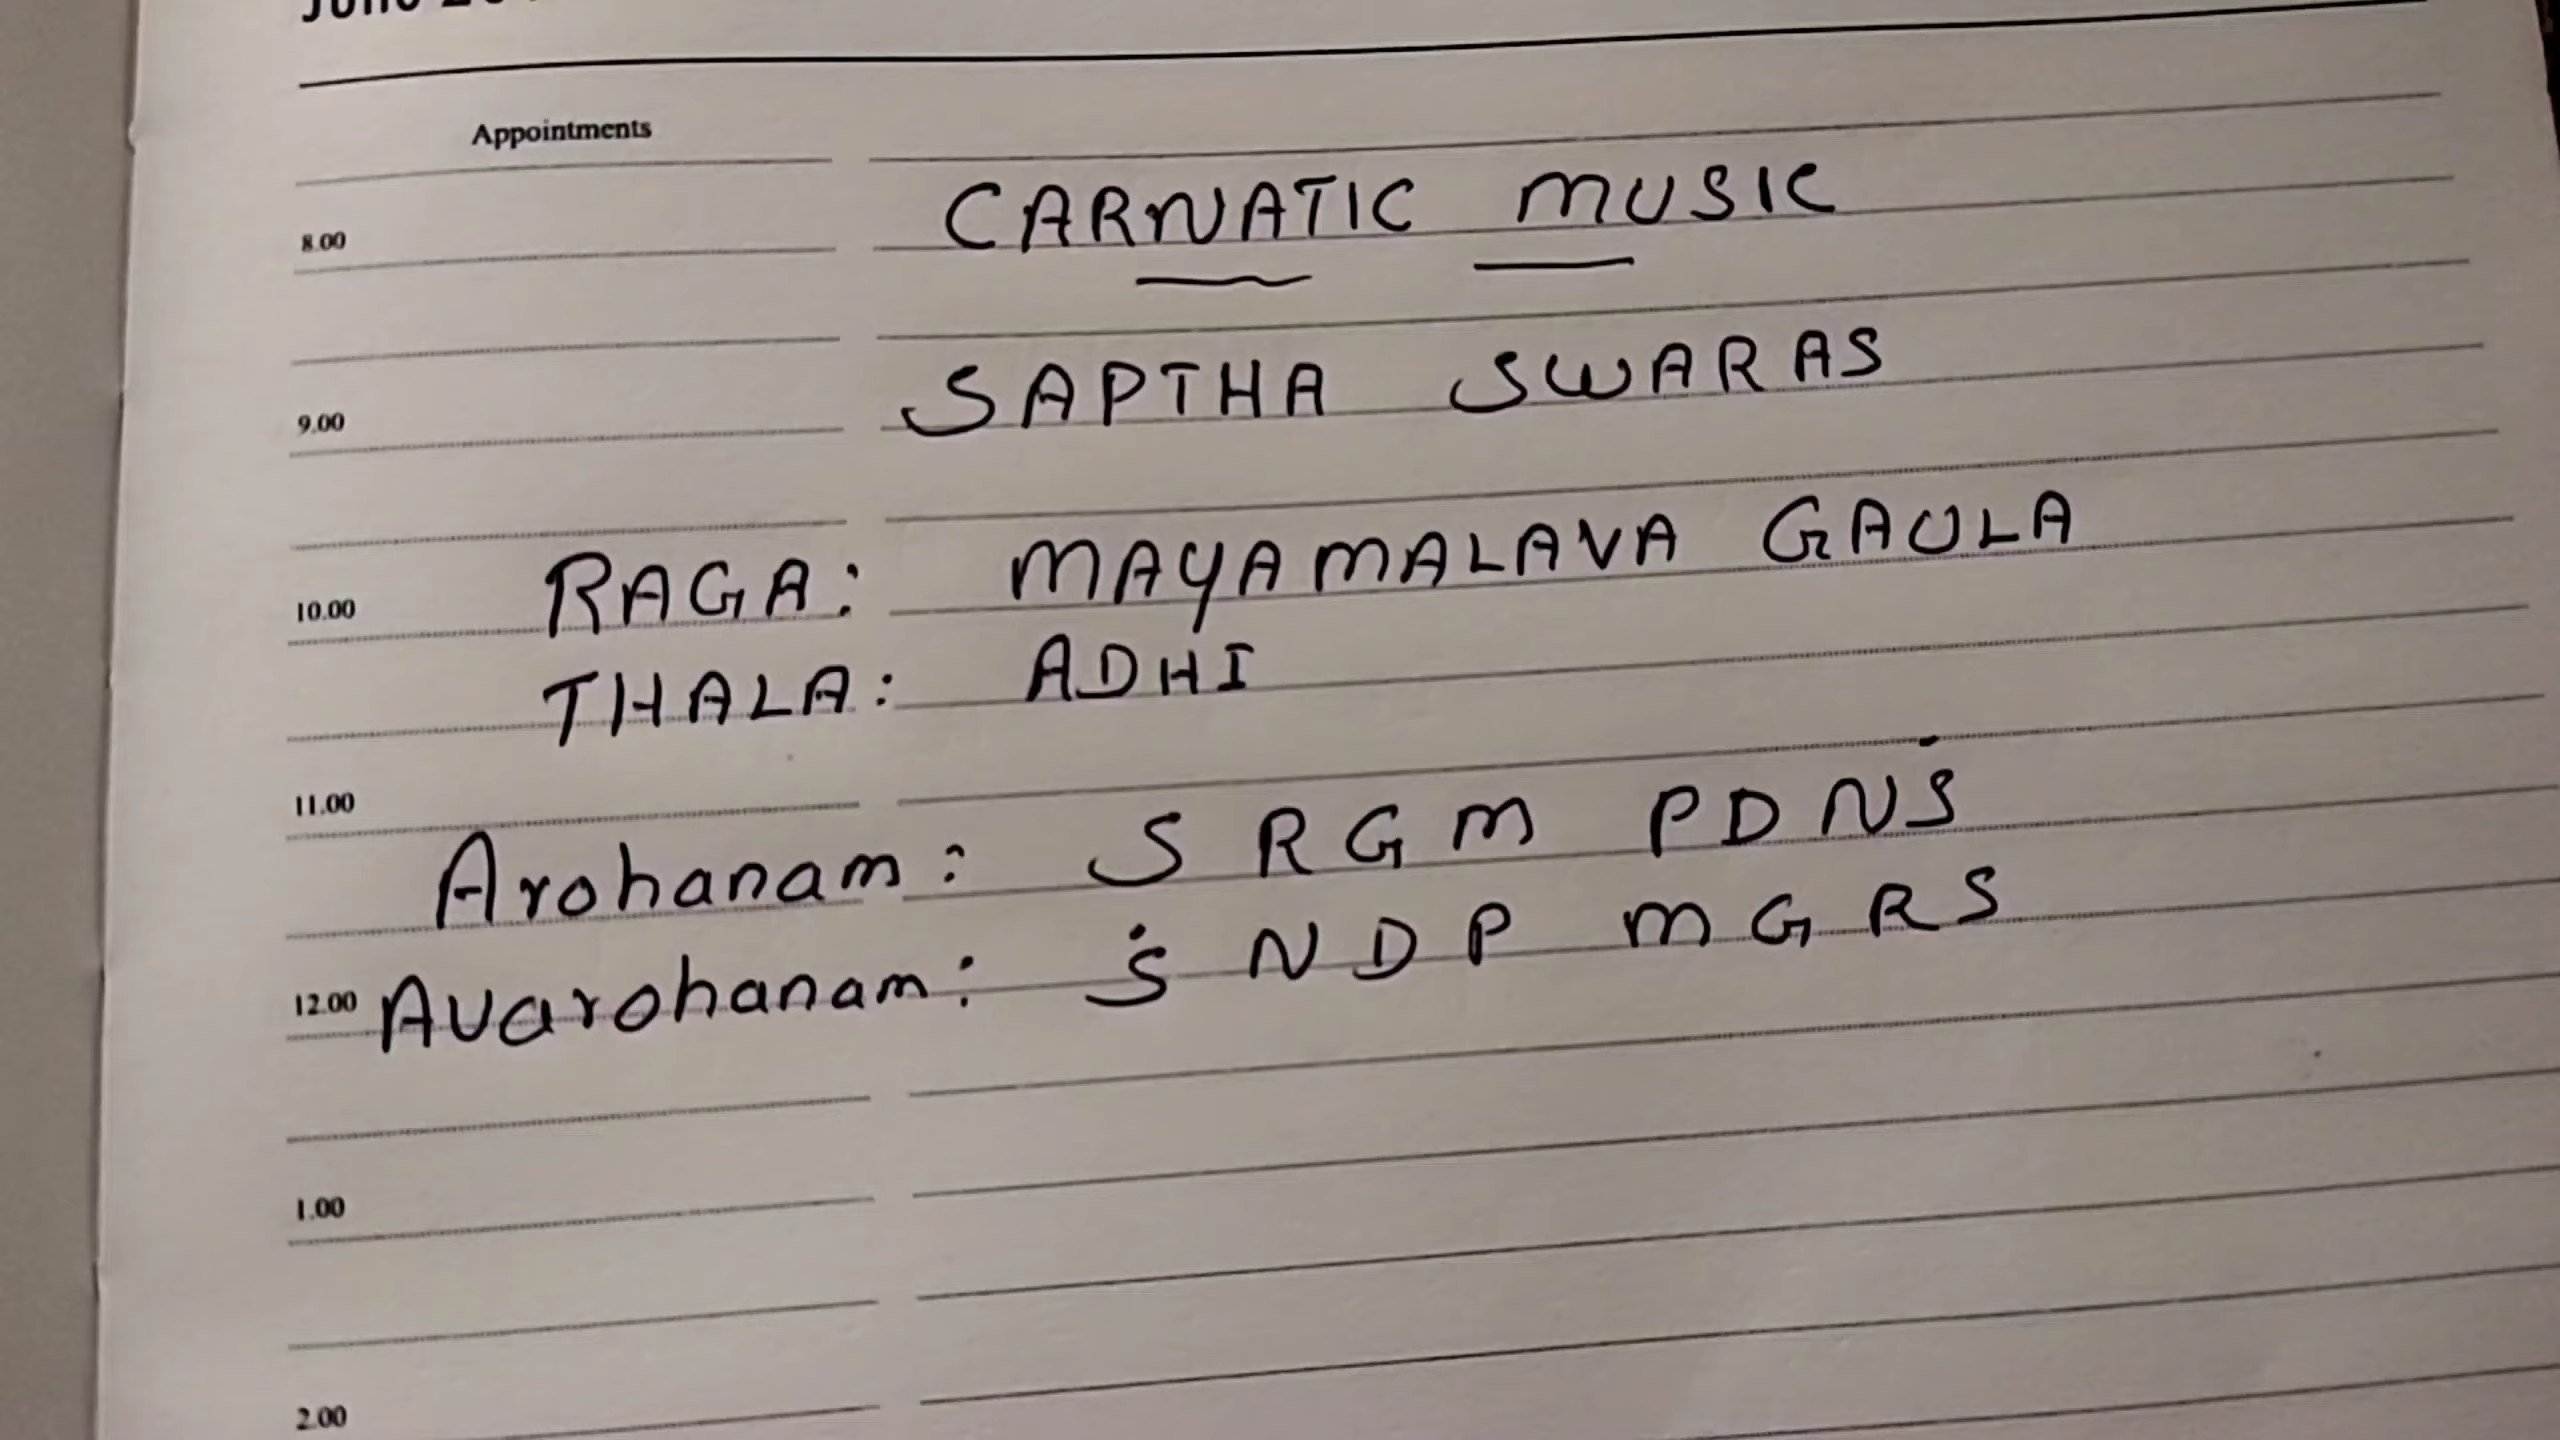 June
Appointments
8.00 CARNATIC MUSIC
9.00 SAPTHA SWARAS
10.00 RAGA: MAYAMALAVA GAULA
THALA: ADHI
11.00
Arohanam: S R G M P D N Ṡ
12.00 Avarohanam: Ṡ N D P M G R S
1.00
2.00